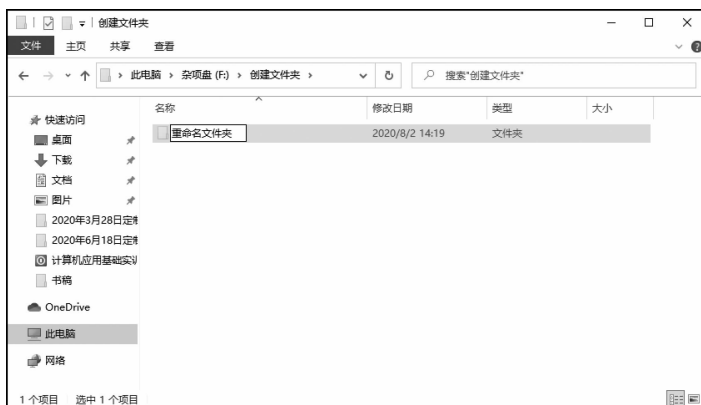 创建文件夹
文件 主页 共享 查看
此电脑 > 杂项盘 (F:) > 创建文件夹 > 搜索"创建文件夹"
名称 修改日期 类型 大小
快速访问
重命名文件夹 2020/8/2 14:19 文件夹
桌面
下载
文档
图片
2020年3月28日定制
2020年6月18日定制
计算机应用基础实训
书稿
OneDrive
此电脑
网络
1 个项目 选中 1 个项目